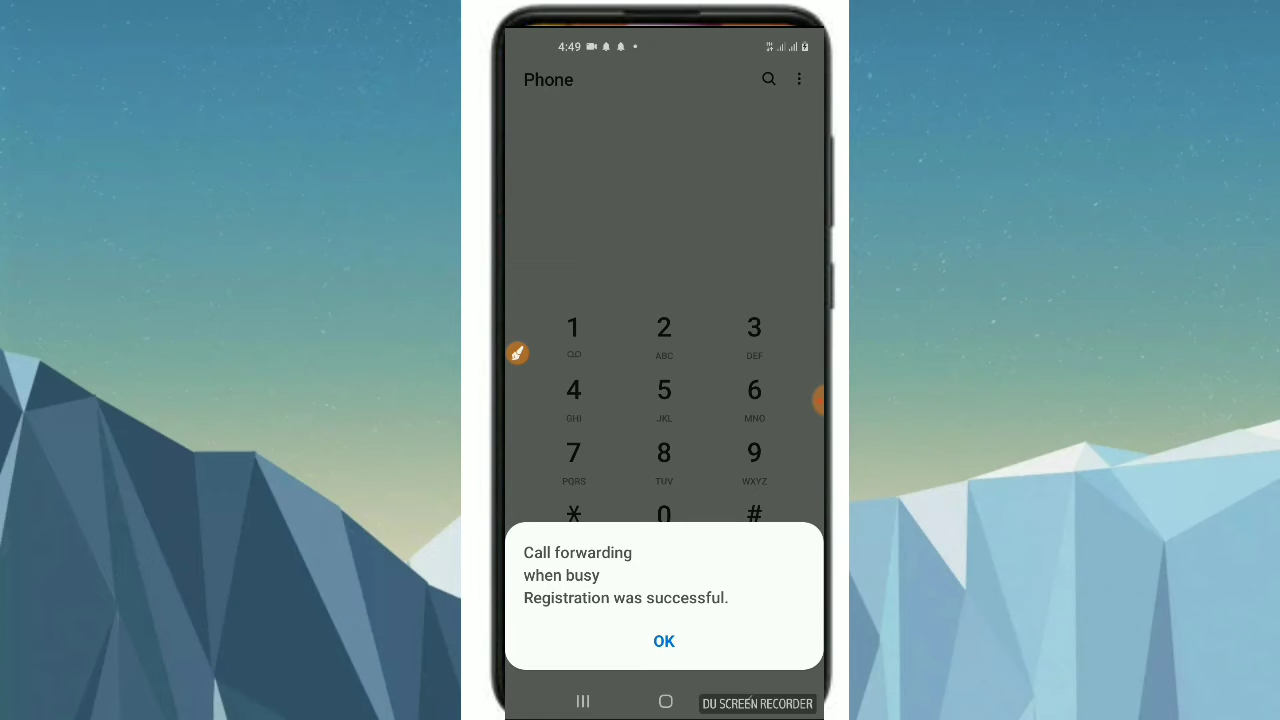 4:49
Phone
1 2 3
ABC DEF
4 5 6
GHI JKL MNO
7 8 9
PQRS TUV WXYZ
* 0 #
Call forwarding
when busy
Registration was successful.
OK
DU SCREEN RECORDER